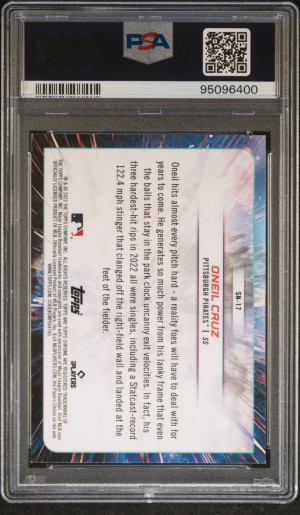 PSA
95096400
SN-17
ONEIL CRUZ
PITTSBURGH PIRATES | SS
Oneil hits almost every pitch hard - a reality foes will have to deal with for
years to come. He generates so much power from his lanky frame that even
the balls that stay in the park clock uncanny exit velocities. In fact, his
three hardest-hit rips in 2022 all were singles, including a Statcast-record
122.4 mph stinger that clanged off the right-field wall and landed at the
feet of the fielder.
topps
PLAYERS